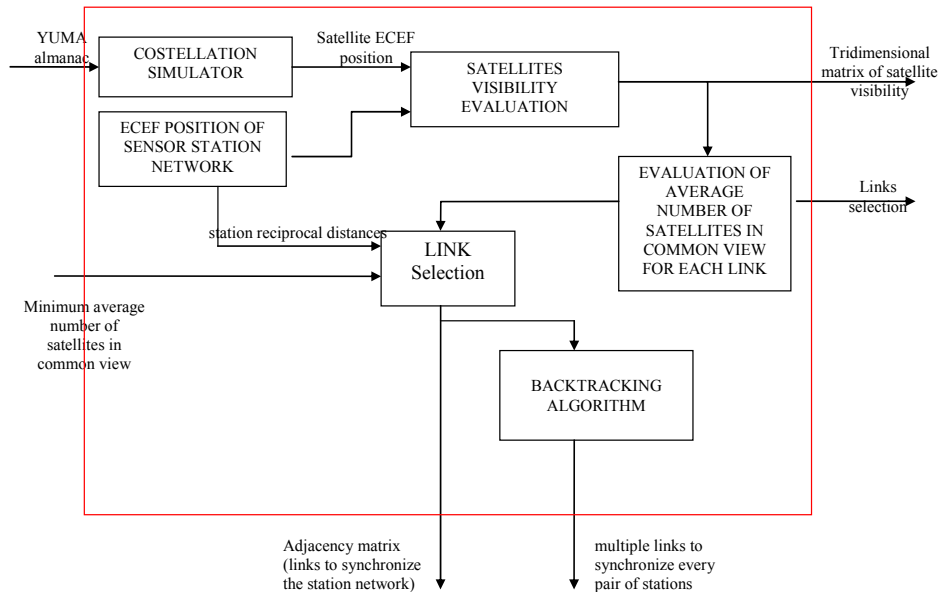 YUMA
almanac
COSTELLATION
SIMULATOR
Satellite ECEF
position
SATELLITES
VISIBILITY
EVALUATION
Tridimensional
matrix of satellite
visibility
ECEF POSITION OF
SENSOR STATION
NETWORK
EVALUATION OF
AVERAGE
NUMBER OF
SATELLITES IN
COMMON VIEW
FOR EACH LINK
Links
selection
station reciprocal distances
LINK
Selection
Minimum average
number of
satellites in
common view
BACKTRACKING
ALGORITHM
Adjacency matrix
(links to synchronize
the station network)
multiple links to
synchronize every
pair of stations